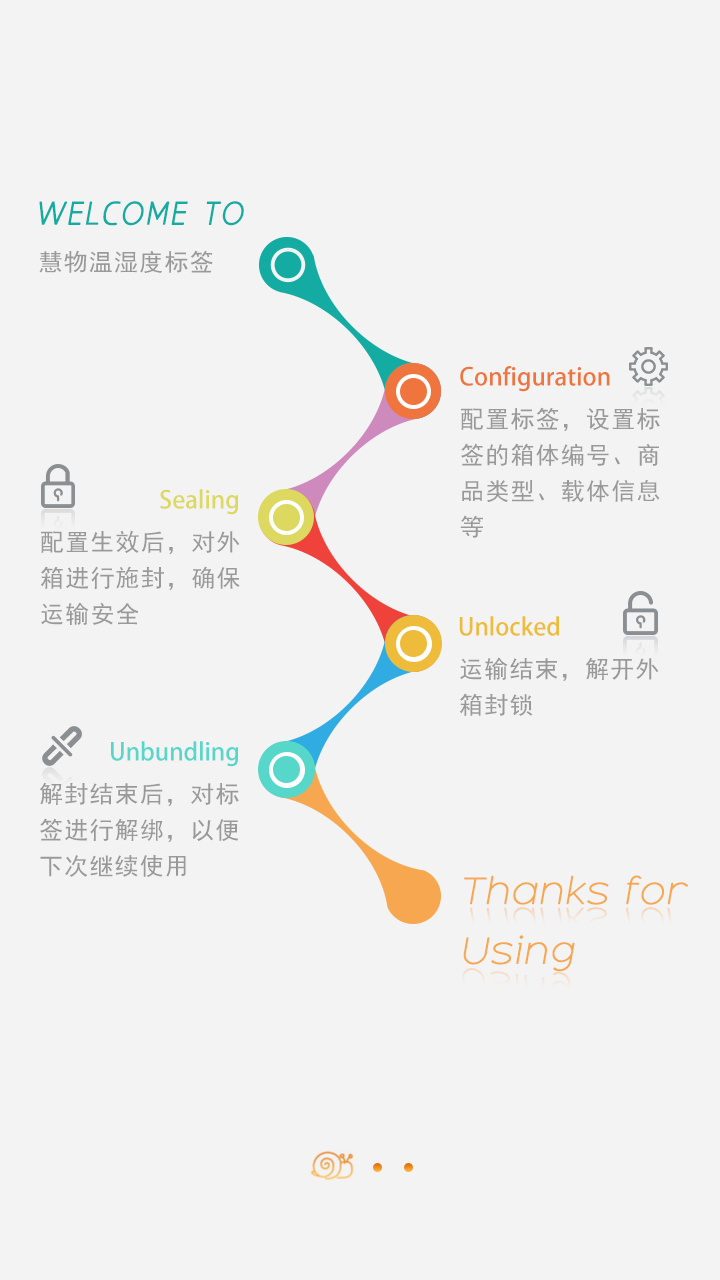 WELCOME TO
慧物温湿度标签
Configuration
配置标签，设置标
签的箱体编号、商
品类型、载体信息
等
Sealing
配置生效后，对外
箱进行施封，确保
运输安全
Unlocked
运输结束，解开外
箱封锁
Unbundling
解封结束后，对标
签进行解绑，以便
下次继续使用
Thanks for
Using